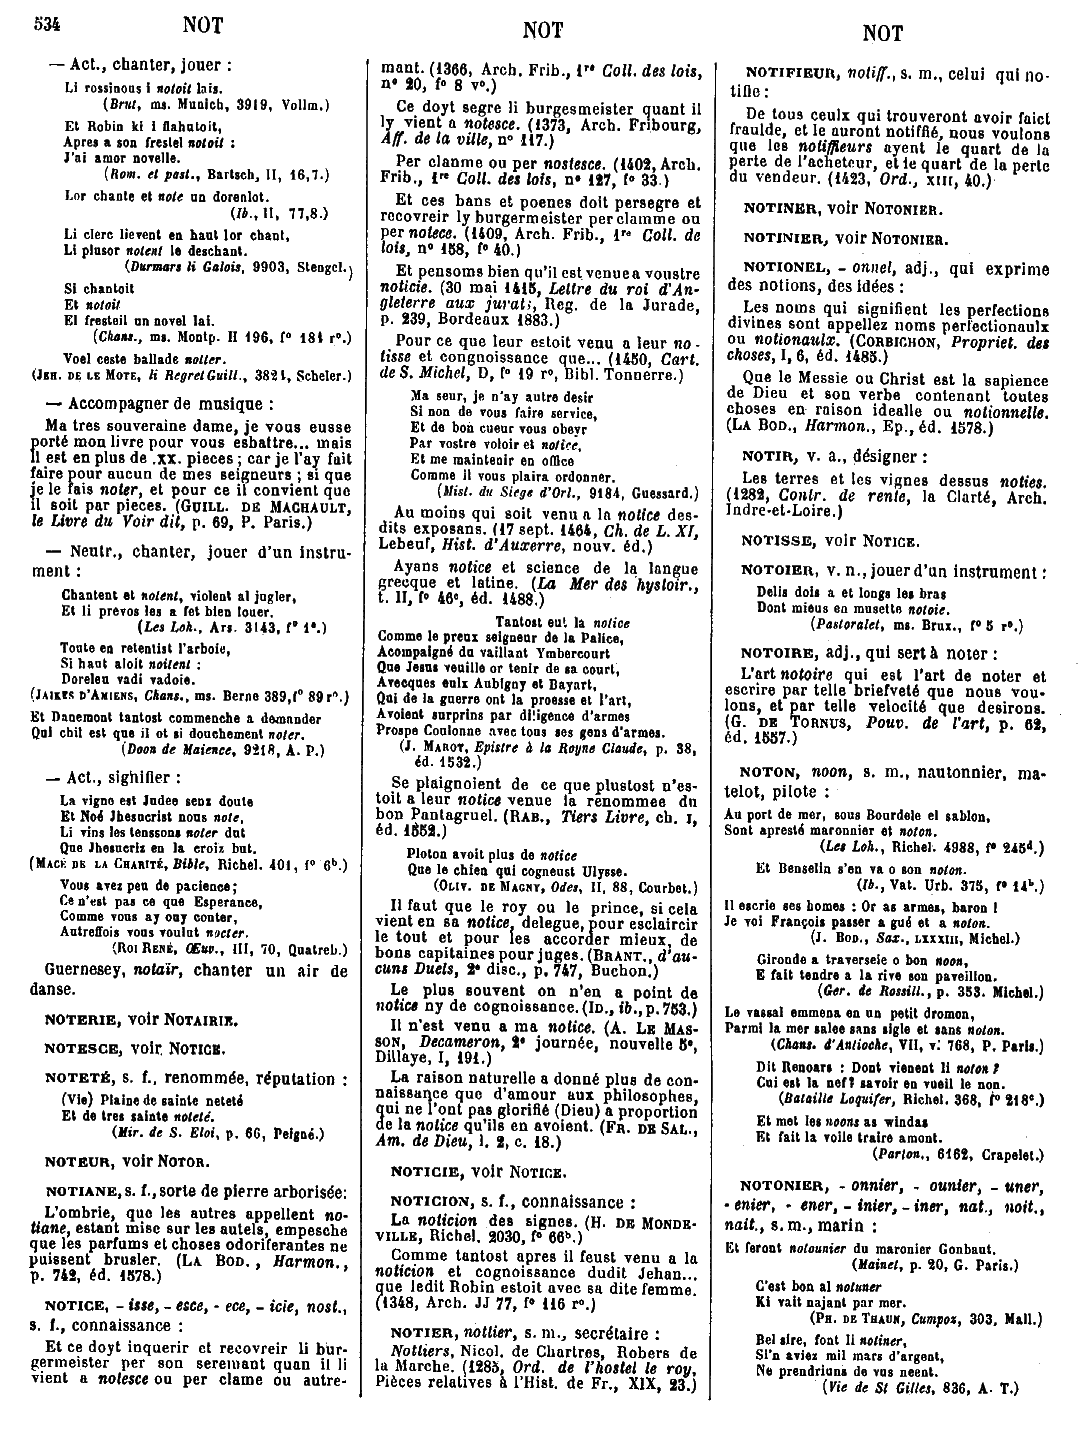 534 NOT
NOT
NOT
— Act., chanter, jouer :
Li rossinous i notoit lais.
(Brut, ms. Munich, 3919, Vollm.)
Et Robin ki i flahutoit,
Apres a son frestel notoit :
J'ai amor novelle.
(Rom. et past., Bartsch, II, 16,7.)
Lor chante et note un dorenlot.
(Ib., II, 77,8.)
Li clerc lievent en haut lor chant,
Li plusor notent le deschant.
(Durmars li Galois, 9903, Stengel.)
Si chantoit
Et notoit
El fresteil un novel lai.
(Chans., ms. Montp. H 196, f° 181 r°.)
Voel ceste ballade notter.
(JEH. DE LE MOTE, li Regret Guill., 3821, Scheler.)
— Accompagner de musique :
Ma tres souveraine dame, je vous eusse
porté mon livre pour vous esbattre... mais
il est en plus de .xx. pieces ; car je l'ay fait
faire pour aucun de mes seigneurs ; si que
je le fais noter, et pour ce il convient que
il soit par pieces. (GUILL. DE MACHAULT,
le Livre du Voir dit, p. 69, P. Paris.)
— Neutr., chanter, jouer d'un instru-
ment :
Chantent et notent, violent al jugler,
Et li prevos les a fet bien louer.
(Les Loh., Ars. 3143, f° 1ª.)
Toute en retentist l'arboie,
Si haut aloit noitent :
Doreleu vadi vadoie.
(JAIKES D'AMIENS, Chans., ms. Berne 389, f° 89 r°.)
Et Danemont tantost commenche a demander
Qui chil est que il ot si douchement noter.
(Doon de Maience, 9218, A. P.)
— Act., signifier :
La vigne est Judee senz doute
Et Noé Jhesucrist nous note,
Li vins les tenssons noter dut
Que Jhesucriz en la croiz but.
(MACÉ DE LA CHARITÉ, Bible, Richel. 401, f° 6ᵇ.)
Vous avez peu de pacience;
Ce n'est pas ce que Esperance,
Comme vous ay ouy conter,
Autreffois vous voulut nocter.
(ROI RENÉ, Œuv., III, 70, Quatreb.)
Guernesey, notaïr, chanter un air de
danse.
NOTERIE, voir NOTAIRIE.
NOTESCE, voir NOTICE.
NOTETÉ, s. f., renommée, réputation :
(Vie) Plaine de sainte neteté
Et de tres sainte noteté.
(Mir. de S. Eloi, p. 66, Peigné.)
NOTEUR, voir NOTOR.
NOTIANE, s. f., sorte de pierre arborisée:
L'ombrie, que les autres appellent no-
tiane, estant mise sur les autels, empesche
que les parfums et choses odoriferantes ne
puissent brusler. (LA BOD., Harmon.,
p. 742, éd. 1578.)
NOTICE, - isse, - esce, - ece, - icie, nost.,
s. f., connaissance :
Et ce doyt inquerir et recovreir li bur-
germeister per son seremant quan il li
vient a notesce ou per clame ou autre-
mant. (1366, Arch. Frib., 1ʳᵉ Coll. des lois,
n° 20, f° 8 v°.)
Ce doyt segre li burgesmeister quant il
ly vient a notesce. (1373, Arch. Fribourg,
Aff. de la ville, n° 117.)
Per clanme ou per nostesce. (1402, Arch.
Frib., 1ʳᵉ Coll. des lois, n° 127, f° 33.)
Et ces bans et poenes doit persegre et
recovreir ly burgermeister per clamme ou
per notece. (1409, Arch. Frib., 1ʳᵉ Coll. de
lois, n° 158, f° 40.)
Et pensoms bien qu'il est venue a voustre
noticie. (30 mai 1415, Lettre du roi d'An-
gleterre aux jurats, Reg. de la Jurade,
p. 239, Bordeaux 1883.)
Pour ce que leur estoit venu a leur no-
tisse et congnoissance que... (1450, Cart.
de S. Michel, D, f° 19 r°, Bibl. Tonnerre.)
Ma seur, je n'ay autre desir
Si non de vous faire service,
Et de bon cueur vous obeyr
Par vostre voloir et notice,
Et me maintenir en office
Comme il vous plaira ordonner.
(Mist. du Siege d'Orl., 9184, Guessard.)
Au moins qui soit venu a la notice des-
dits exposans. (17 sept. 1464, Ch. de L. XI,
Lebeuf, Hist. d'Auxerre, nouv. éd.)
Ayans notice et science de la langue
grecque et latine. (La Mer des hystoir.,
t. II, f° 46ᶜ, éd. 1488.)
Tantost eut la notice
Comme le preux seigneur de la Palice,
Acompaigné du vaillant Ymbercourt
Que Jesus veuille or tenir de sa court,
Avecques eulx Aubigny et Bayart,
Qui de la guerre ont la proesse et l'art,
Avoient surprins par diligence d'armes
Prospe Coulonne avec tous ses gens d'armes.
(J. MAROT, Epistre à la Royne Claude, p. 38,
éd. 1532.)
Se plaignoient de ce que plustost n'es-
toit a leur notice venue la renommee du
bon Pantagruel. (RAB., Tiers Livre, ch. I,
éd. 1552.)
Ploton avoit plus de notice
Que le chien qui cogneust Ulysse.
(OLIV. DE MAGNY, Odes, II, 88, Courbet.)
Il faut que le roy ou le prince, si cela
vient en sa notice, delegue, pour esclaircir
le tout et pour les accorder mieux, de
bons capitaines pour juges. (BRANT., d'au-
cuns Duels, 2ᵉ disc., p. 747, Buchon.)
Le plus souvent on n'en a point de
notice ny de cognoissance. (ID., ib., p. 753.)
Il n'est venu a ma notice. (A. LE MAS-
SON, Decameron, 2ᵉ journée, nouvelle 5ᵉ,
Dillaye, I, 191.)
La raison naturelle a donné plus de con-
naissance que d'amour aux philosophes,
qui ne l'ont pas glorifié (Dieu) a proportion
de la notice qu'ils en avoient. (FR. DE SAL.,
Am. de Dieu, l. 2, c. 18.)
NOTICIE, voir NOTICE.
NOTICION, s. f., connaissance :
La noticion des signes. (H. DE MONDE-
VILLE, Richel. 2030, f° 66ᵇ.)
Comme tantost apres il feust venu a la
noticion et cognoissance dudit Jehan...
que ledit Robin estoit avec sa dite femme.
(1348, Arch. JJ 77, f° 116 r°.)
NOTIER, nottier, s. m., secrétaire :
Nottiers, Nicol. de Chartres, Robers de
la Marche. (1285, Ord. de l'hostel le roy,
Pièces relatives à l'Hist. de Fr., XIX, 23.)
NOTIFIEUR, notiff., s. m., celui qui no-
tifie :
De tous ceulx qui trouveront avoir faict
fraulde, et le auront notiffié, nous voulons
que les notiffieurs ayent le quart de la
perte de l'acheteur, et le quart de la perte
du vendeur. (1423, Ord., XIII, 40.)
NOTINER, voir NOTONIER.
NOTINIER, voir NOTONIER.
NOTIONEL, - onnel, adj., qui exprime
des notions, des idées :
Les noms qui signifient les perfections
divines sont appellez noms perfectionaulx
ou notionaulx. (CORBICHON, Propriet. des
choses, I, 6, éd. 1485.)
Que le Messie ou Christ est la sapience
de Dieu et son verbe contenant toutes
choses en raison idealle ou notionnelle.
(LA BOD., Harmon., Ep., éd. 1578.)
NOTIR, v. a., désigner :
Les terres et les vignes dessus noties.
(1282, Contr. de rente, la Clarté, Arch.
Indre-et-Loire.)
NOTISSE, voir NOTICE.
NOTOIER, v. n., jouer d'un instrument :
Delis dois a et longs les bras
Dont mieus en musette notoie.
(Pastoralet, ms. Brux., f° 5 r°.)
NOTOIRE, adj., qui sert à noter :
L'art notoire qui est l'art de noter et
escrire par telle briefveté que nous vou-
lons, et par telle velocité que desirons.
(G. DE TORNUS, Pouv. de l'art, p. 62,
éd. 1557.)
NOTON, noon, s. m., nautonnier, ma-
telot, pilote :
Au port de mer, sous Bourdele el sablon,
Sont apresté maronnier et noton.
(Les Loh., Richel. 4988, f° 245ᵈ.)
Et Benselin s'en va o son noton.
(Ib., Vat. Urb. 375, f° 14ᵇ.)
Il escrie ses homes : Or as armes, baron !
Je voi François passer a gué et a noton.
(J. BOD., Sax., LXXXIII, Michel.)
Gironde a traverseie o bon noon,
E fait tendre a la rive son paveillon.
(Ger. de Rossill., p. 353. Michel.)
Le vassal emmena en un petit dromon,
Parmi la mer salee sans sigle et sans noton.
(Chans. d'Antioche, VII, v. 768, P. Paris.)
Dit Renoars : Dont vienent li noton ?
Cui est la nef? savoir en vueil le non.
(Bataille Loquifer, Richel. 368, f° 218ᶜ.)
Et met les noons as windas
Et fait la voile traire amont.
(Parton., 6162, Crapelet.)
NOTONIER, - onnier, - ounier, - uner,
- enier, - ener, - inier, - iner, nat., noit.,
nait., s. m., marin :
Et feront notounier du maronier Gonbaut.
(Mainet, p. 20, G. Paris.)
C'est bon al notuner
Ki vait najant par mer.
(PH. DE THAUN, Cumpoz, 303, Mall.)
Bel sire, font li notiner,
Si'n aviez mil mars d'argent,
Ne prendrions de vus neent.
(Vie de St Gilles, 836, A. T.)